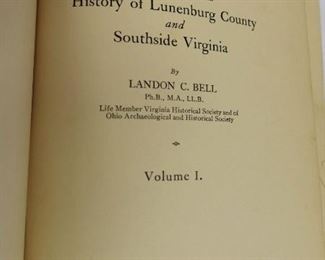 History of Lunenburg County
and
Southside Virginia
By
LANDON C. BELL
Ph.B., M.A., LL.B.
Life Member Virginia Historical Society and of
Ohio Archaeological and Historical Society
Volume I.